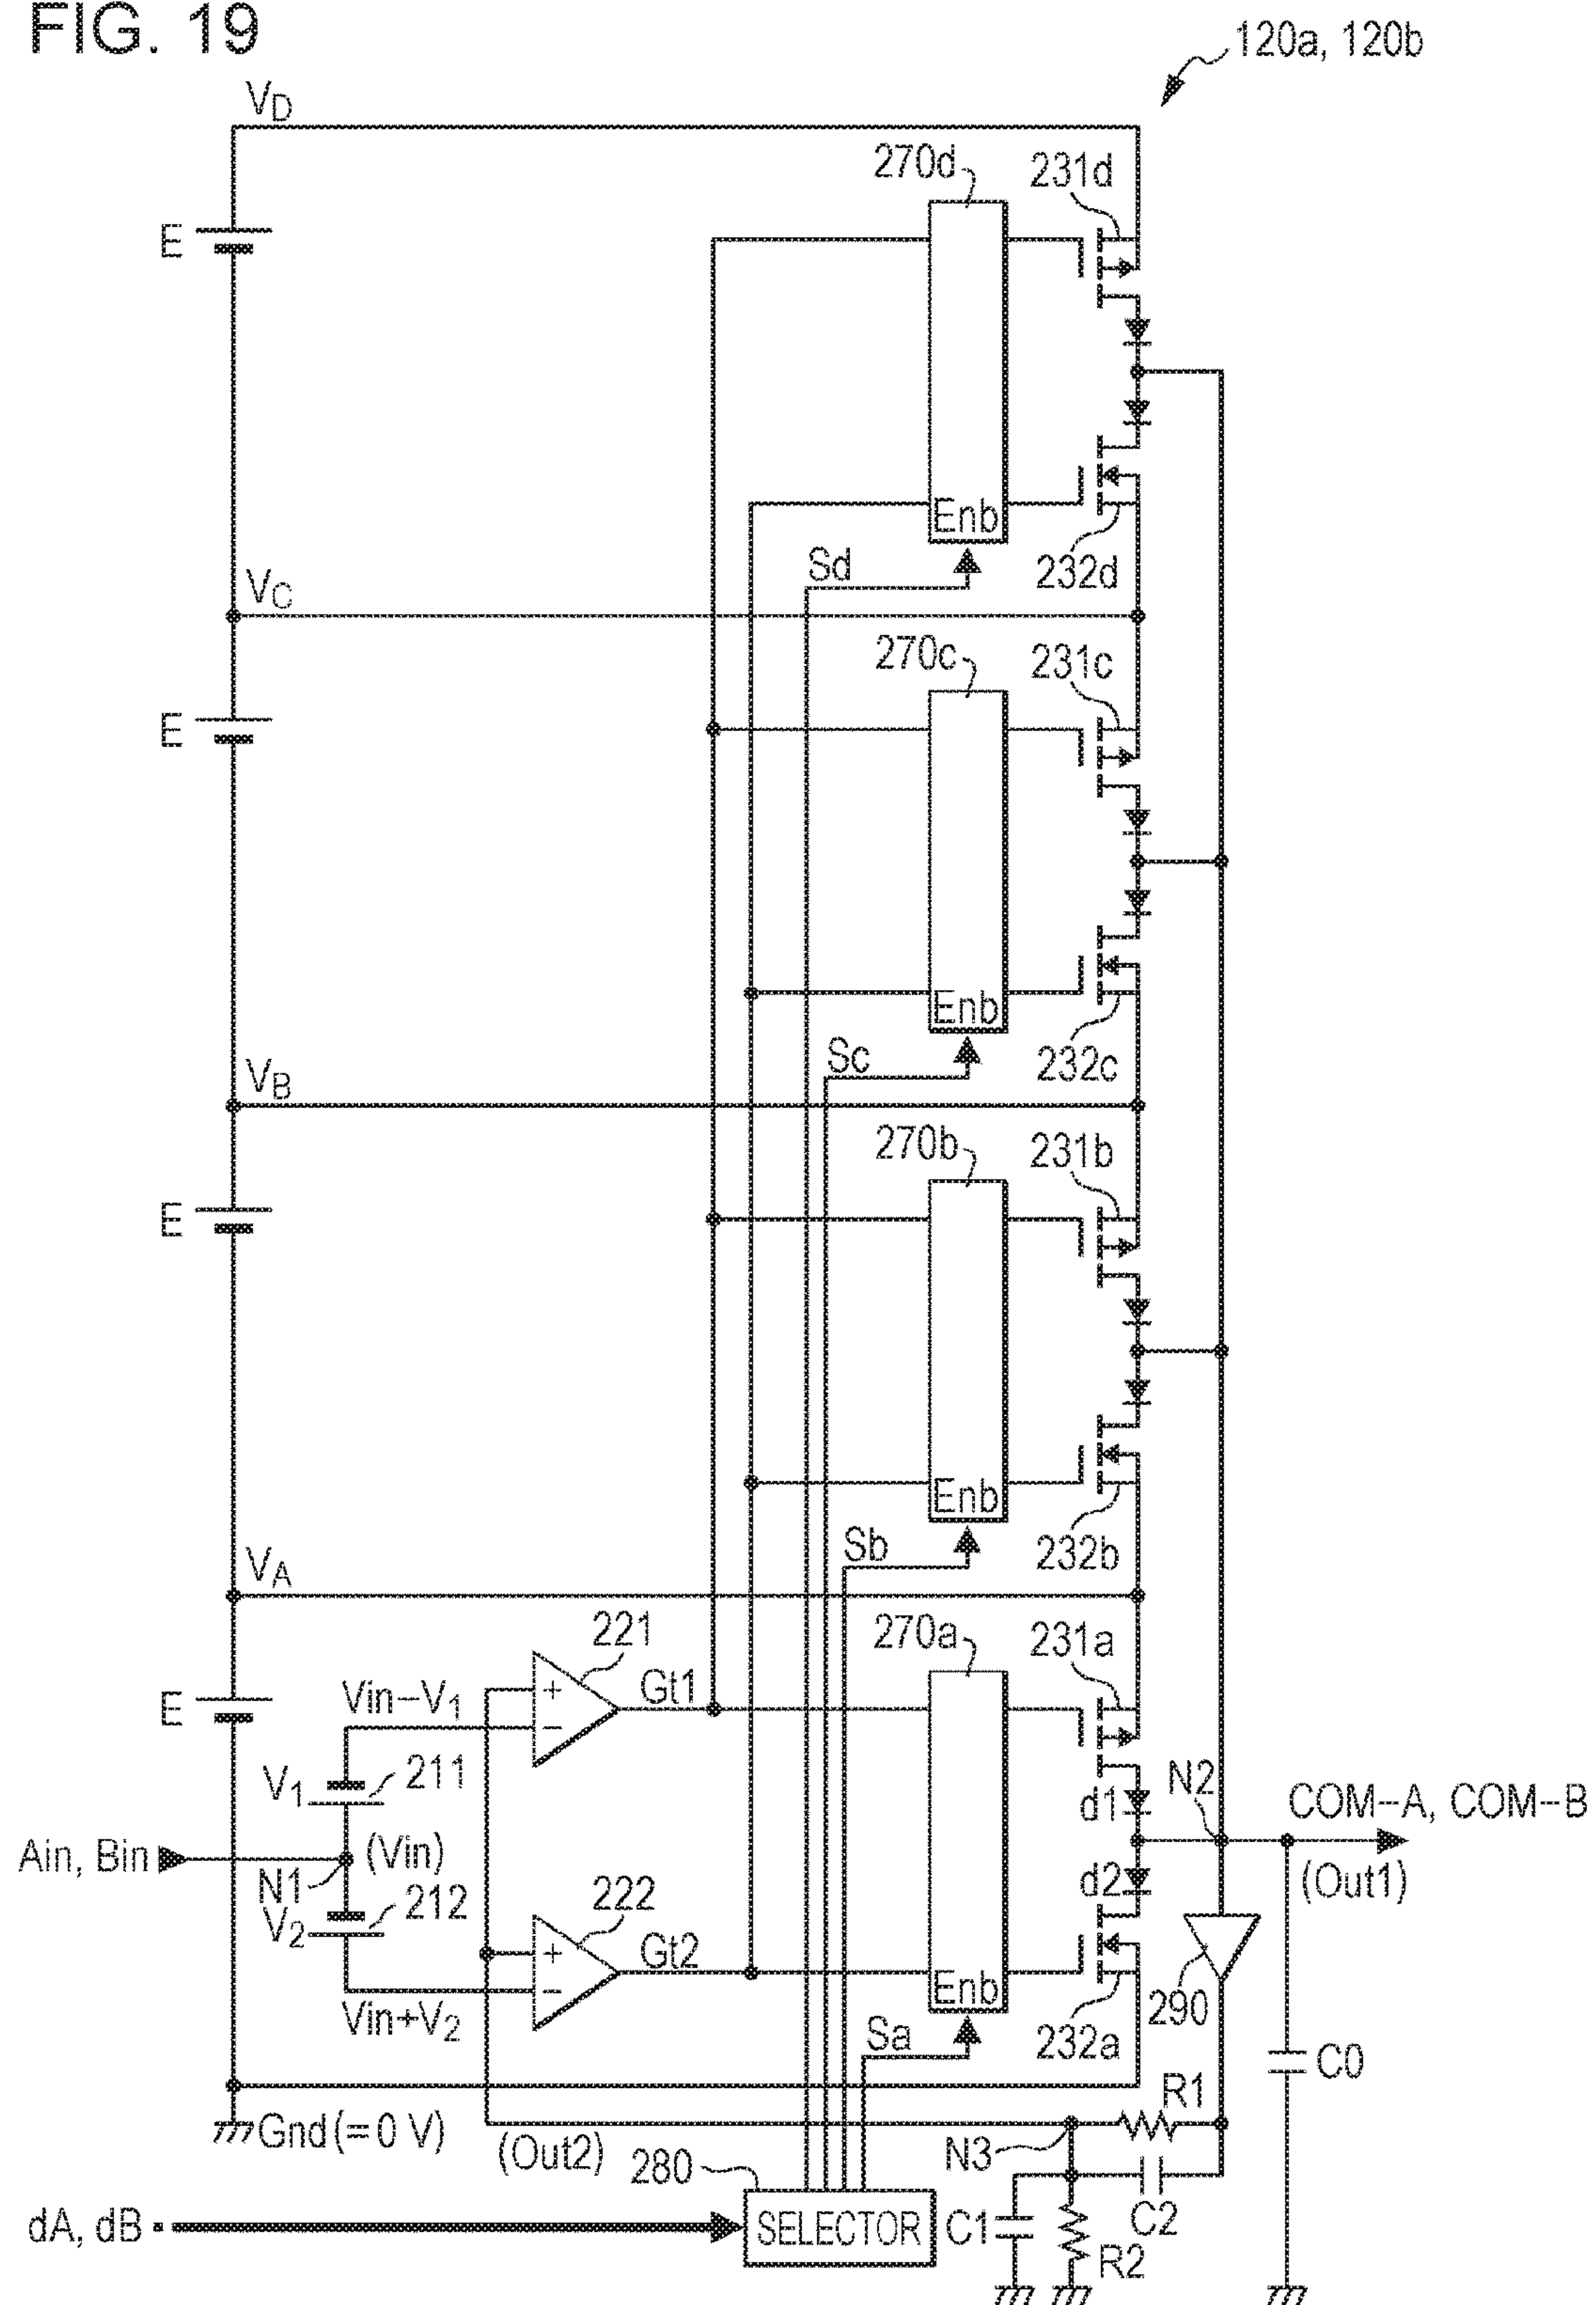 FIG. 19
120a, 120b
VD
270d
231d
E
Enb
Sd
232d
VC
270c
231c
E
Enb
Sc
232c
VB
270b
231b
E
Enb
Sb
232b
VA
221
270a
231a
Vin−V1
+
−
Gt1
E
V1
211
d1
N2
COM−A, COM−B
Ain, Bin
(Vin)
N1
(Out1)
d2
V2
212
222
+
−
Gt2
Enb
Vin+V2
290
Sa
232a
C0
R1
Gnd (= 0 V)
(Out2)
N3
280
dA, dB
SELECTOR
C1
C2
R2